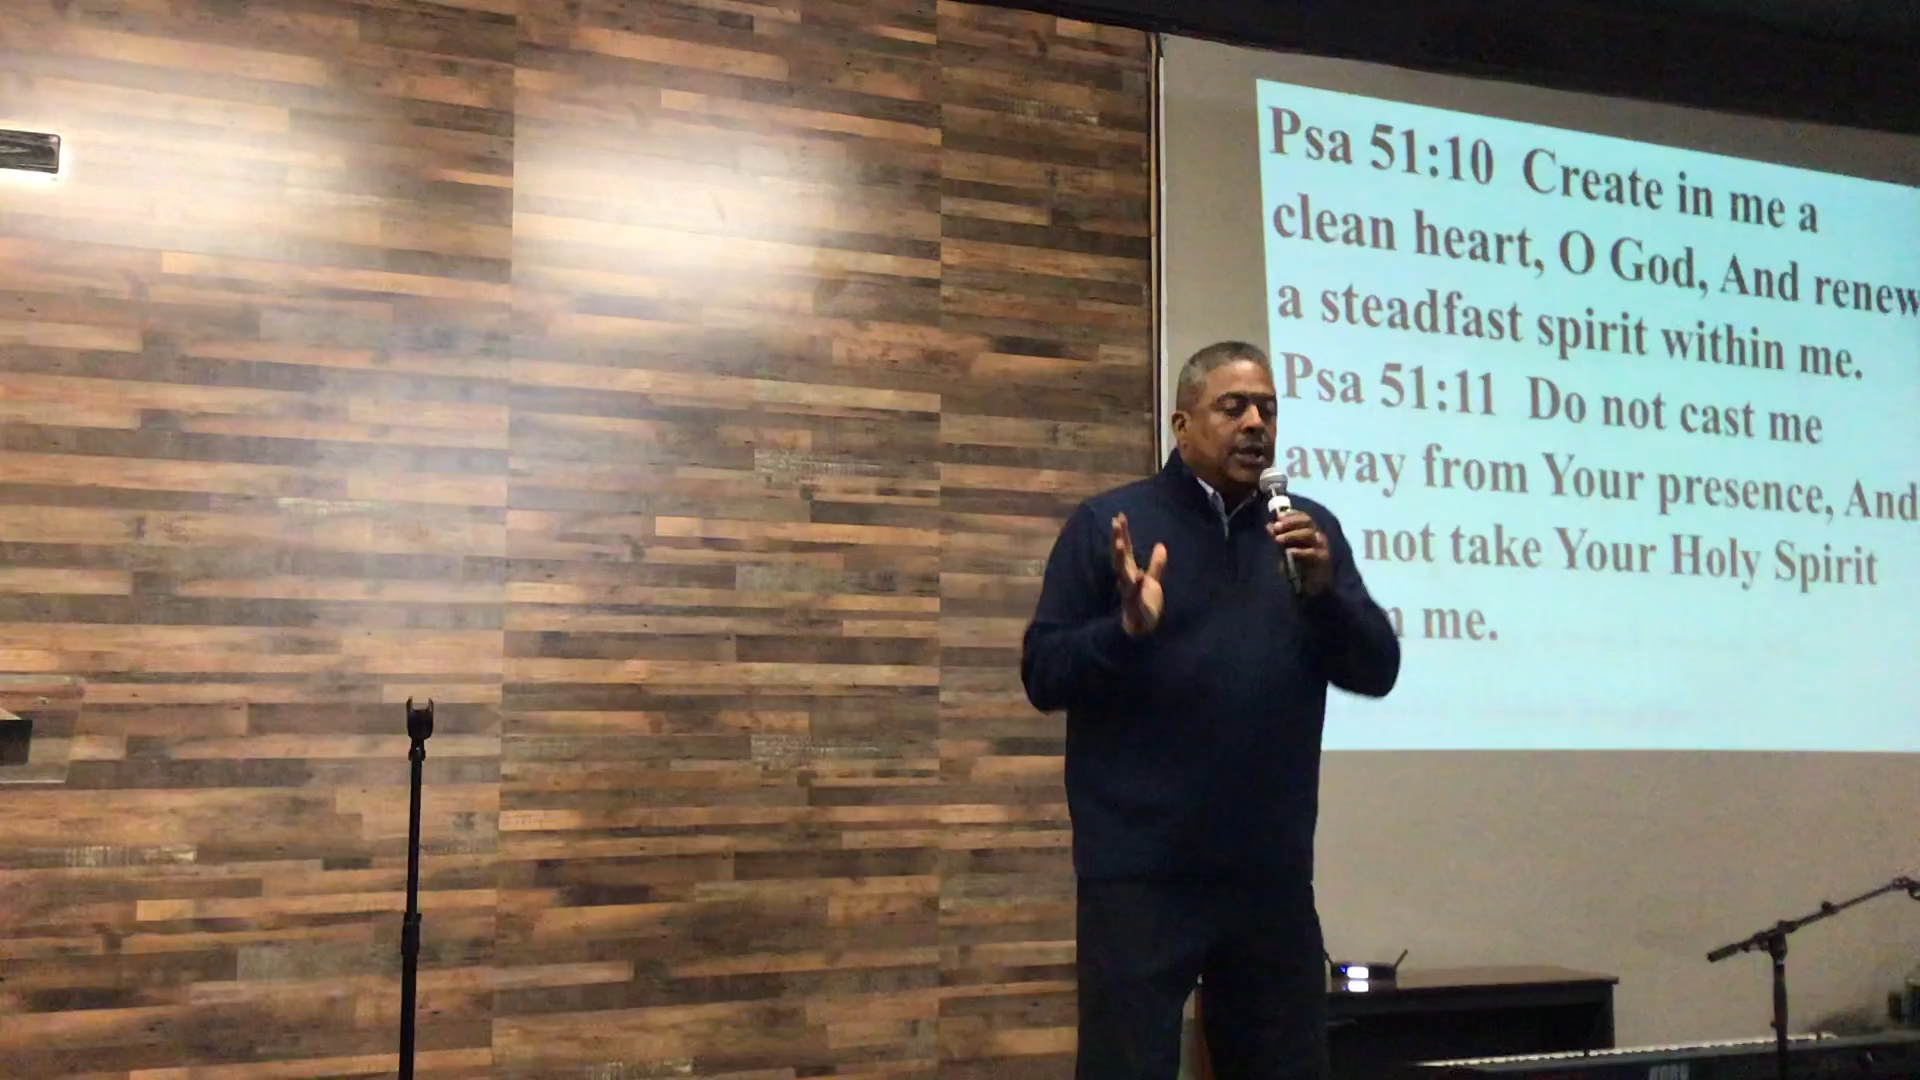 Psa 51:10 Create in me a
clean heart, O God, And renew
a steadfast spirit within me.
Psa 51:11 Do not cast me
away from Your presence, And
not take Your Holy Spirit
me.
KORG